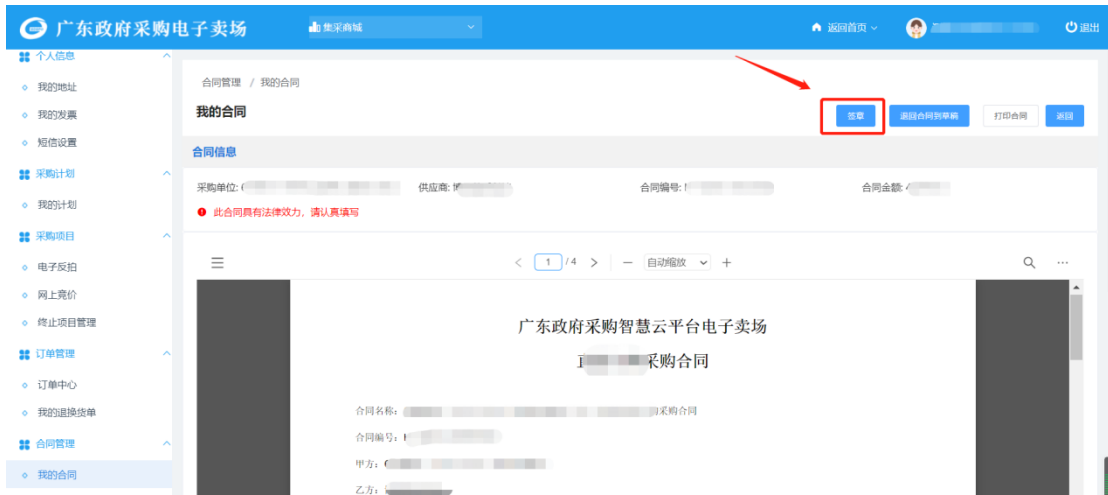 广东政府采购电子卖场
集采商城
返回首页
退出
个人信息
我的地址
我的发票
短信设置
采购计划
我的计划
采购项目
电子反拍
网上竞价
终止项目管理
订单管理
订单中心
我的退换货单
合同管理
我的合同
合同管理 / 我的合同
我的合同
签章
退回合同到草稿
打印合同
返回
合同信息
采购单位:
供应商:
合同编号:
合同金额:
此合同具有法律效力，请认真填写
1 / 4
自动缩放
广东政府采购智慧云平台电子卖场
采购合同
合同名称： 采购合同
合同编号：
甲方：
乙方：